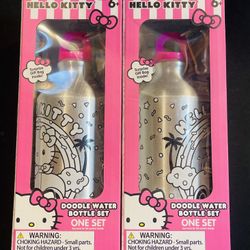 HELLO KITTY
6+
Surprise
Gift Bag
Inside!
KITTY
DOODLE WATER
BOTTLE SET
ONE SET
WARNING:
CHOKING HAZARD - Small parts.
Not for children under 3 yrs.
HELLO KITTY
6+
Surprise
Gift Bag
Inside!
HELLO
DOODLE WATER
BOTTLE SET
ONE SET
WARNING:
CHOKING HAZARD - Small parts.
Not for children under 3 yrs.